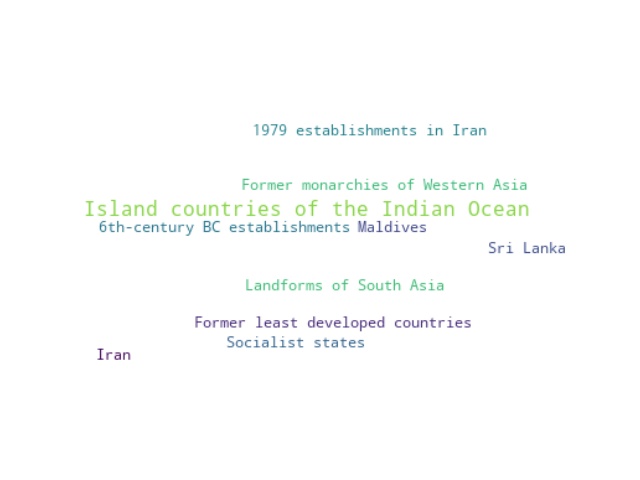 1979 establishments in Iran
Former monarchies of Western Asia
Island countries of the Indian Ocean
6th-century BC establishments Maldives
Sri Lanka
Landforms of South Asia
Former least developed countries
Socialist states
Iran